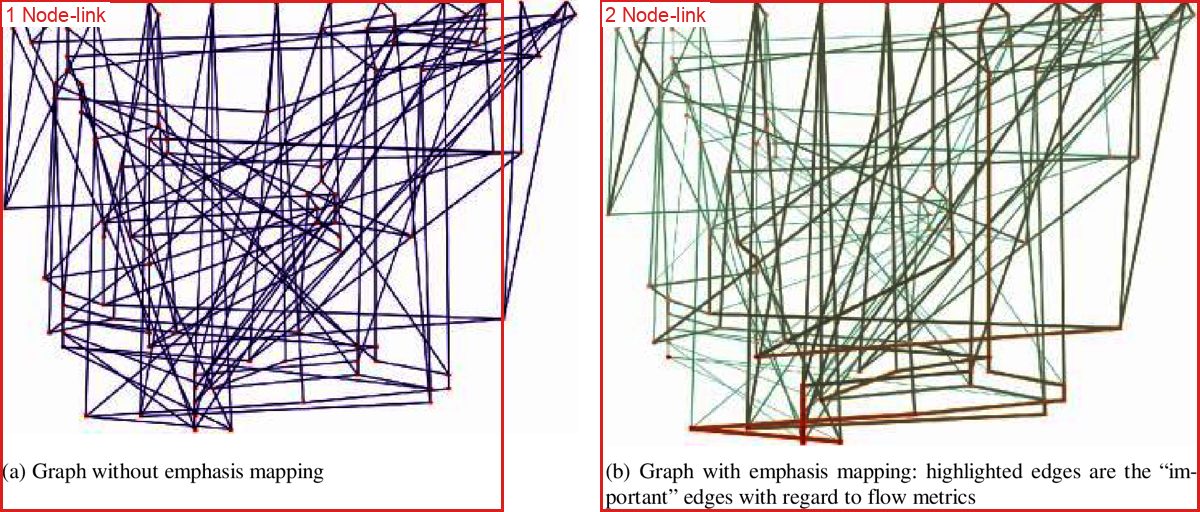 1 Node-link
2 Node-link
(a) Graph without emphasis mapping
(b) Graph with emphasis mapping: highlighted edges are the “im-
portant” edges with regard to flow metrics